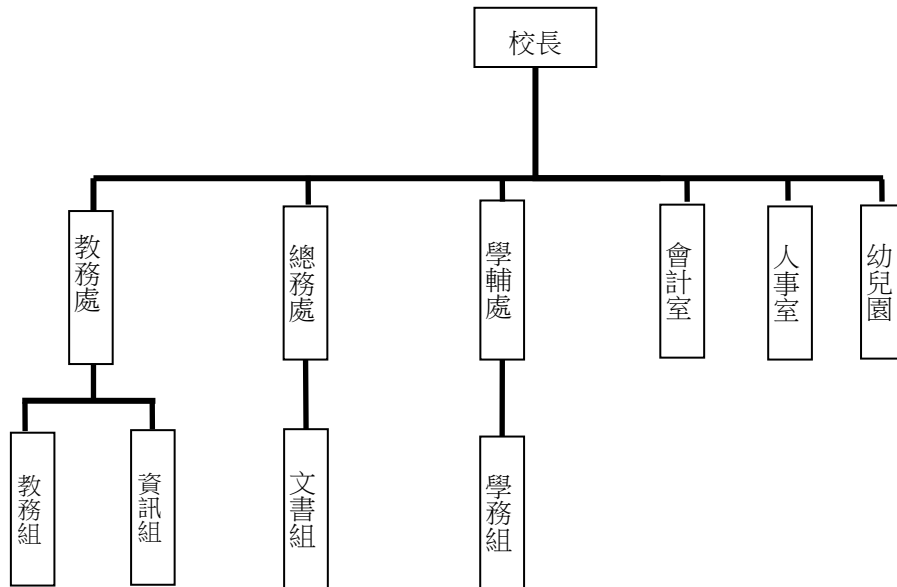 校長
教務處
總務處
學輔處
會計室
人事室
幼兒園
教務組
資訊組
文書組
學務組